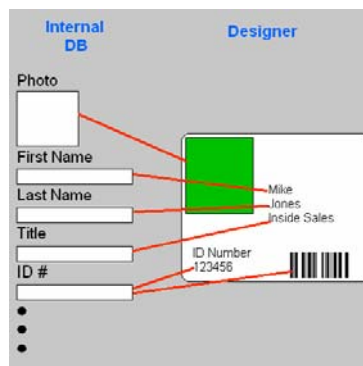 Internal
DB
Designer
Photo
First Name
Last Name
Title
ID #
Mike
Jones
Inside Sales
ID Number
123456